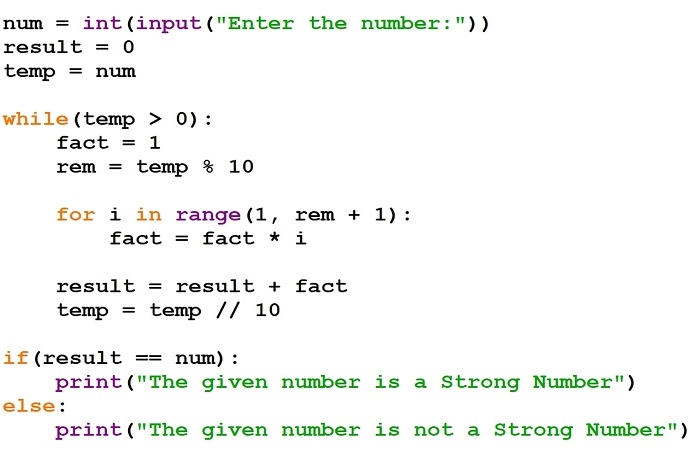 num = int(input("Enter the number:"))
result = 0
temp = num

while(temp > 0):
    fact = 1
    rem = temp % 10

    for i in range(1, rem + 1):
        fact = fact * i

    result = result + fact
    temp = temp // 10

if(result == num):
    print("The given number is a Strong Number")
else:
    print("The given number is not a Strong Number")